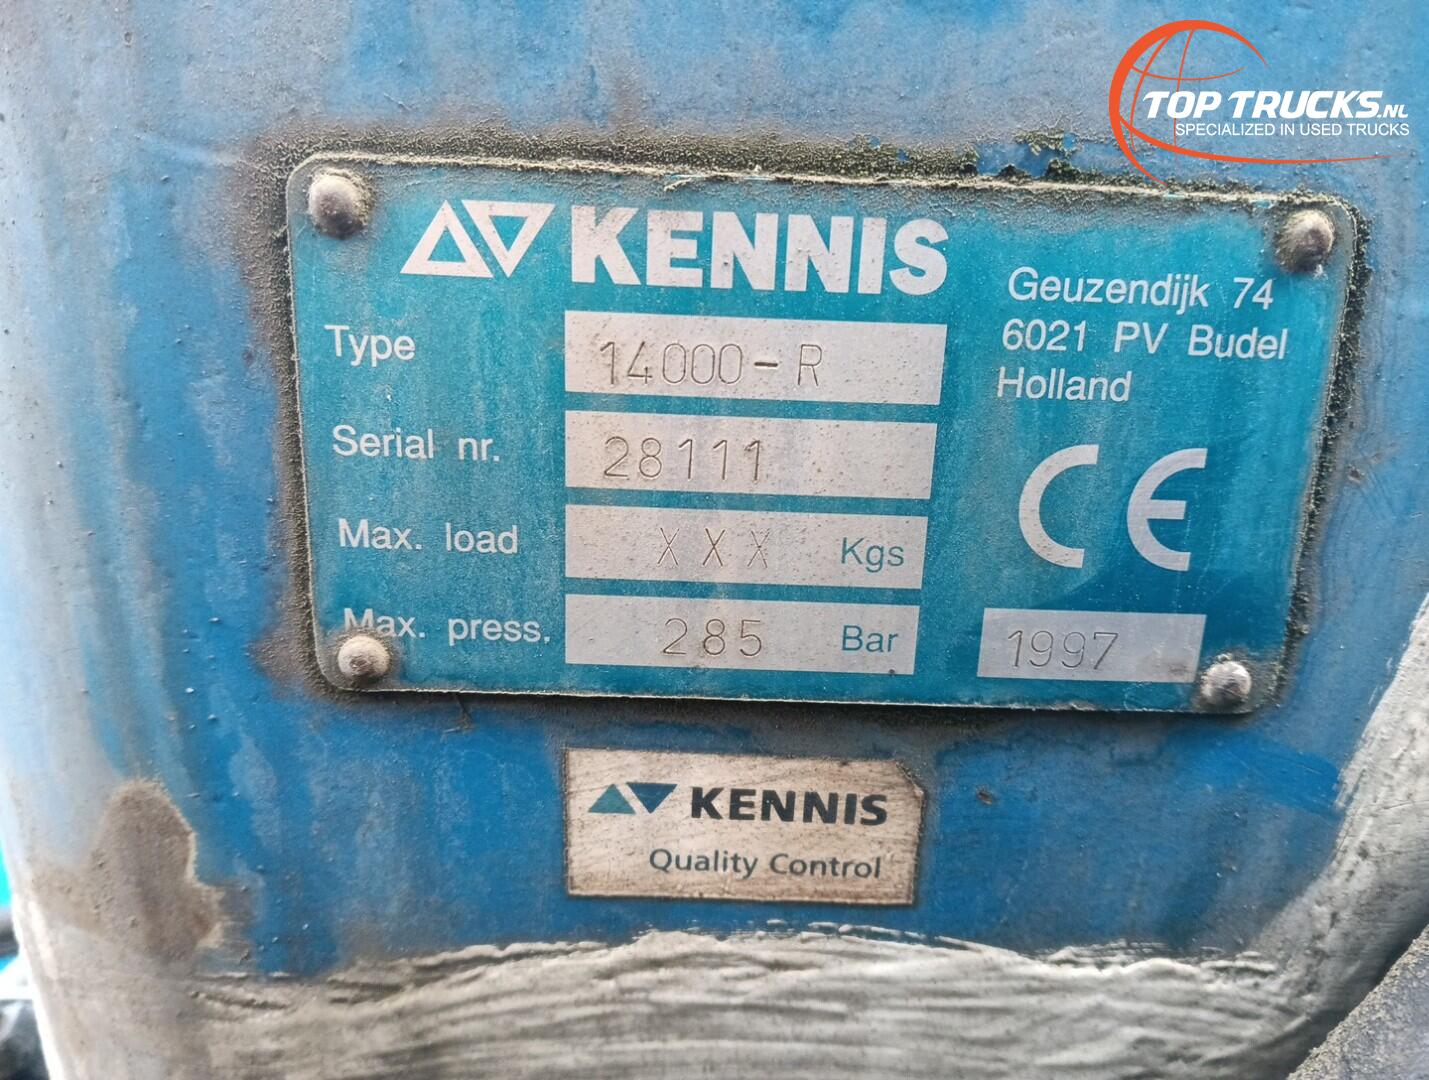 TOP TRUCKS.NL
SPECIALIZED IN USED TRUCKS
KENNIS
Geuzendijk 74
6021 PV Budel
Holland
Type 14000-R
Serial nr. 28111
Max. load XXX Kgs
Max. press. 285 Bar
CE
1997
KENNIS
Quality Control